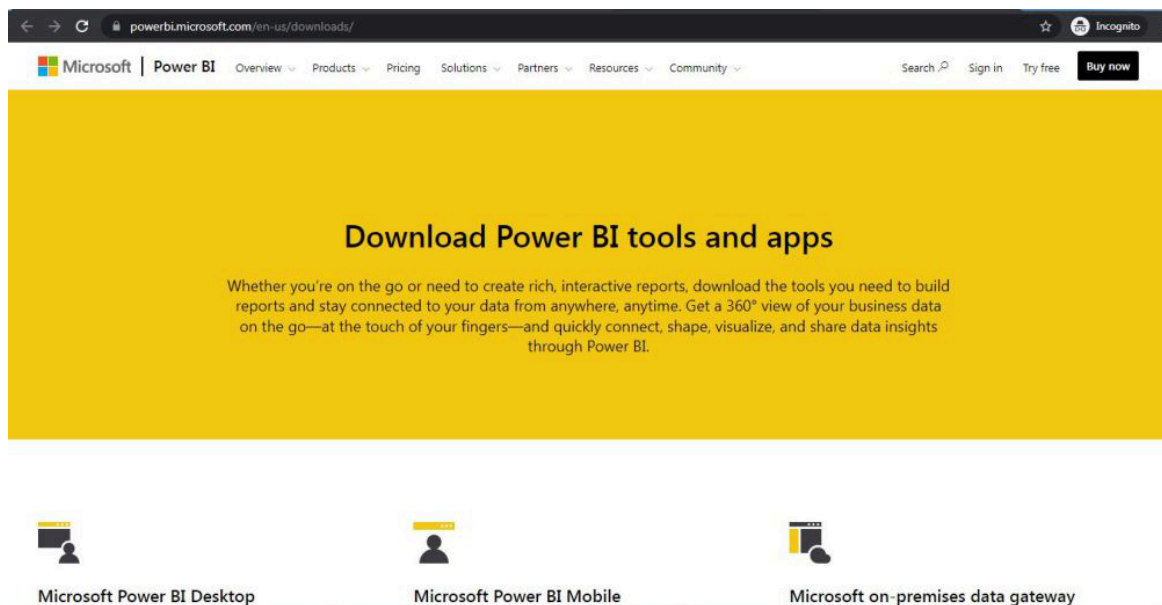 powerbi.microsoft.com/en-us/downloads/ Incognito
Microsoft | Power BI Overview Products Pricing Solutions Partners Resources Community Search Sign in Try free Buy now
Download Power BI tools and apps
Whether you're on the go or need to create rich, interactive reports, download the tools you need to build
reports and stay connected to your data from anywhere, anytime. Get a 360° view of your business data
on the go—at the touch of your fingers—and quickly connect, shape, visualize, and share data insights
through Power BI.
Microsoft Power BI Desktop
Microsoft Power BI Mobile
Microsoft on-premises data gateway